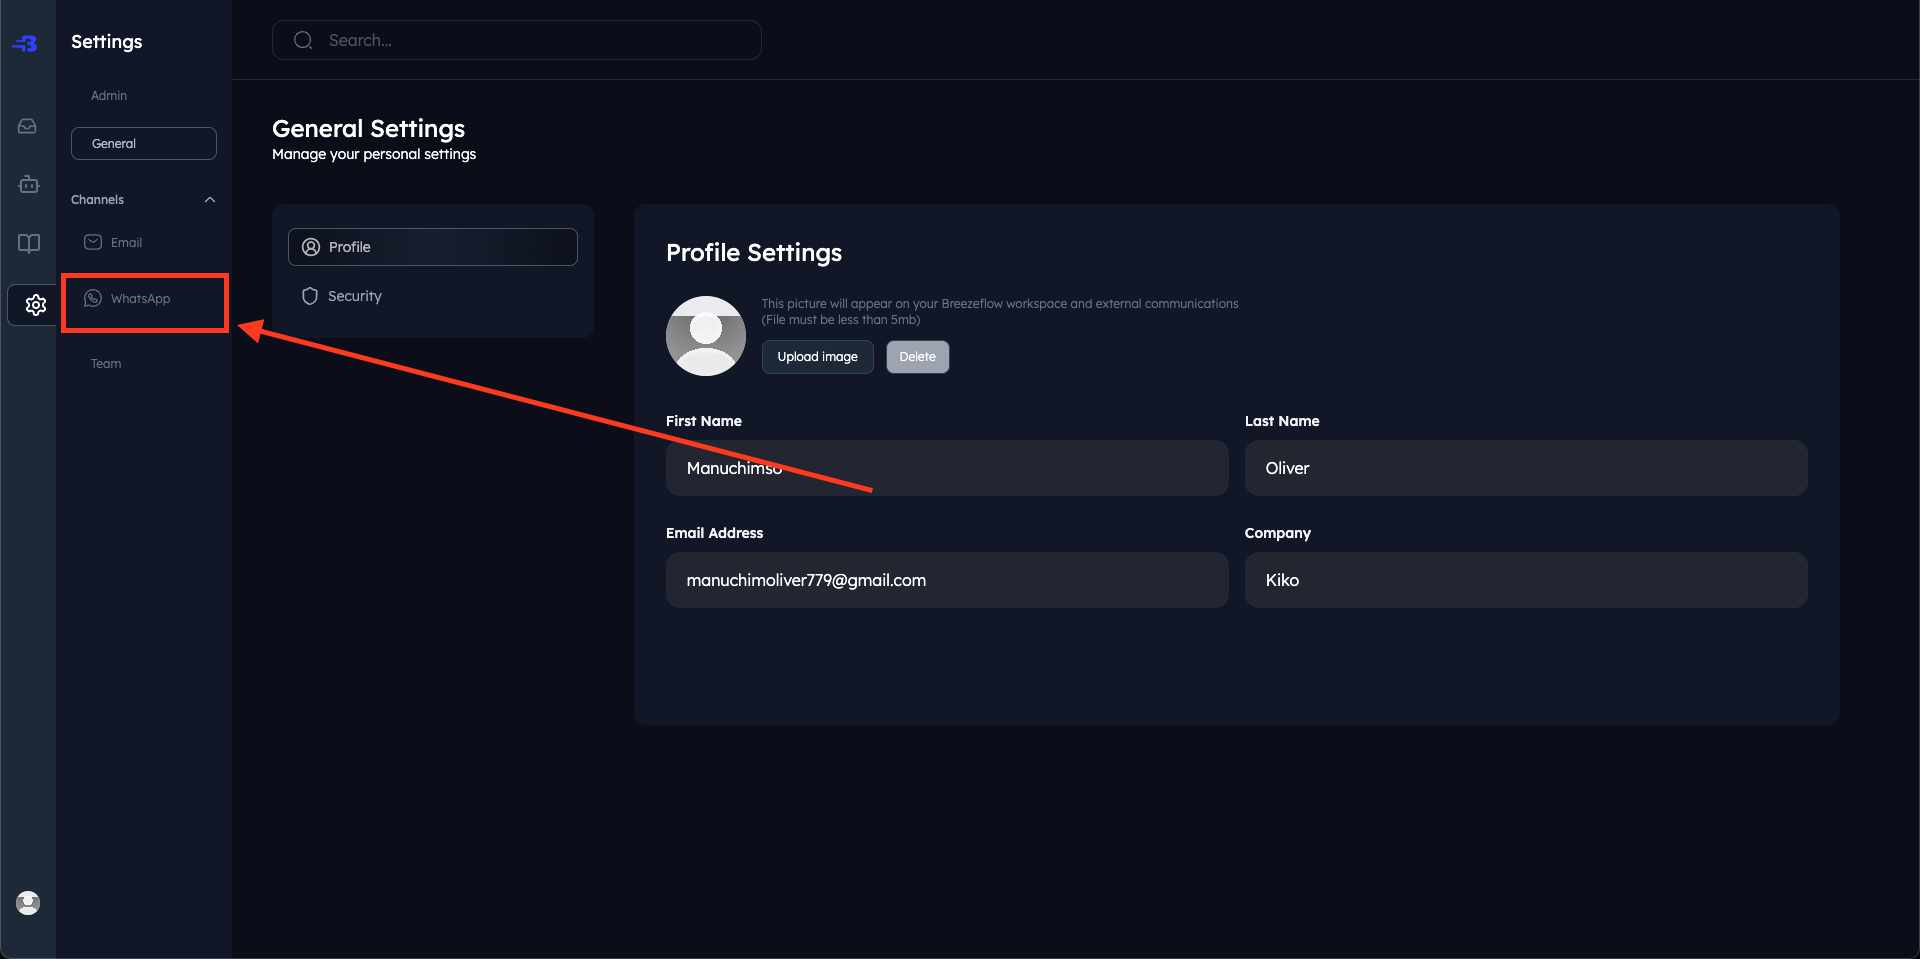 Settings
Admin
General
Channels
Email
WhatsApp
Team
Search...
General Settings
Manage your personal settings
Profile
Security
Profile Settings
This picture will appear on your Breezeflow workspace and external communications
(File must be less than 5mb)
Upload image
Delete
First Name
Manuchimso
Last Name
Oliver
Email Address
manuchimoliver779@gmail.com
Company
Kiko